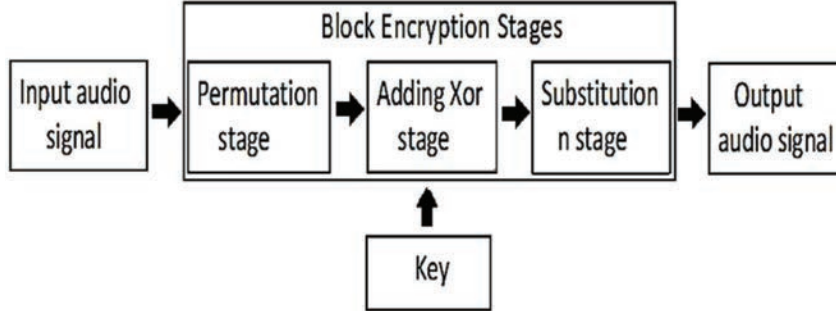 Block Encryption Stages
Input audio
signal
Permutation
stage
Adding Xor
stage
Substitution
n stage
Output
audio signal
Key